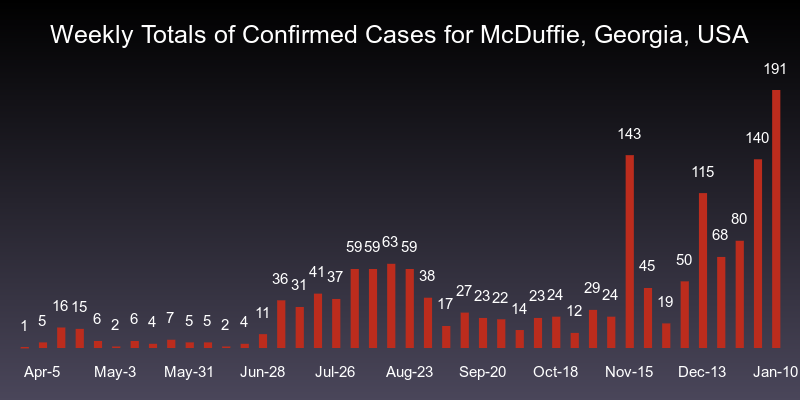 Weekly Totals of Confirmed Cases for McDuffie, Georgia, USA
1 5 16 15 6 2 6 4 7 5 5 2 4 11 36 31 41 37 59 59 63 59 38 17 27 23 22 14 23 24 12 29 24 143 45 19 50 115 68 80 140 191
Apr-5 May-3 May-31 Jun-28 Jul-26 Aug-23 Sep-20 Oct-18 Nov-15 Dec-13 Jan-10